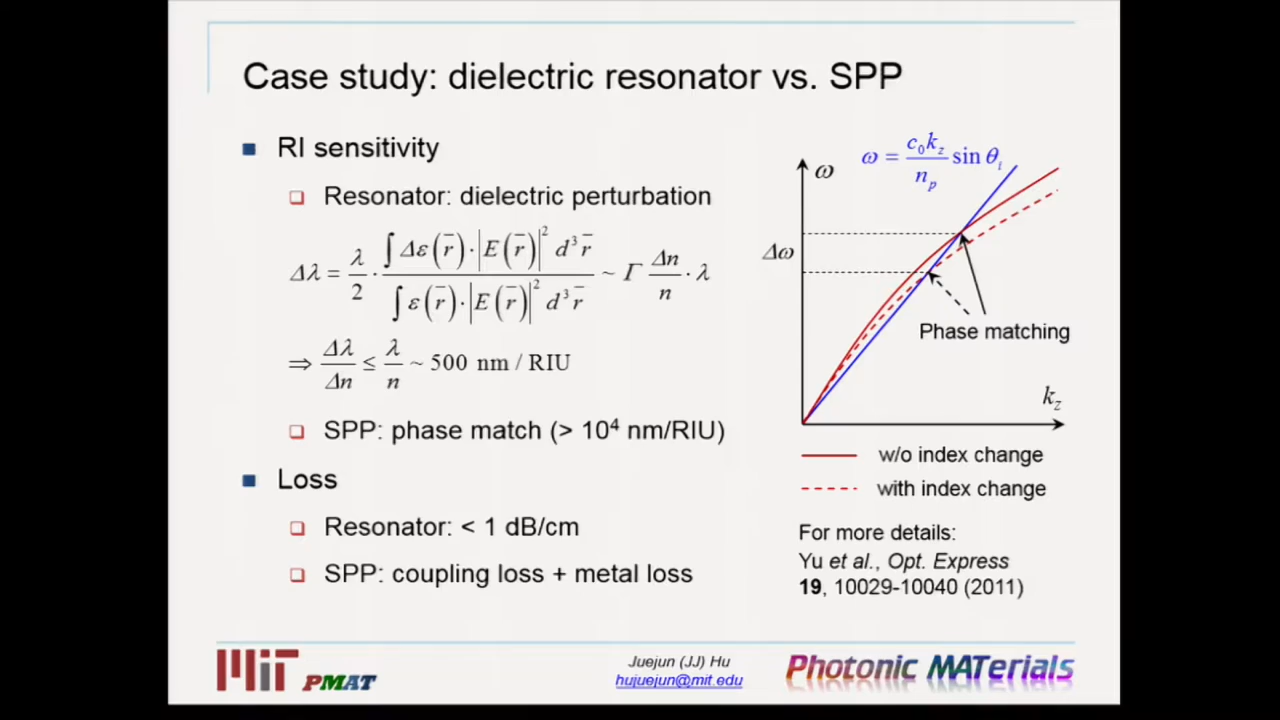 Case study: dielectric resonator vs. SPP
RI sensitivity
Resonator: dielectric perturbation
Δλ = λ/2 · ∫ Δε(r̄) · |E(r̄)|² d³r̄ / ∫ ε(r̄) · |E(r̄)|² d³r̄ ~ Γ Δn/n · λ
⇒ Δλ/Δn ≤ λ/n ~ 500 nm / RIU
SPP: phase match (> 10⁴ nm/RIU)
Loss
Resonator: < 1 dB/cm
SPP: coupling loss + metal loss
ω = c₀k_z/n_p sin θ_i
ω
Δω
Phase matching
k_z
w/o index change
with index change
For more details:
Yu et al., Opt. Express
19, 10029-10040 (2011)
MIT PMAT
Juejun (JJ) Hu
hujuejun@mit.edu
Photonic MATerials